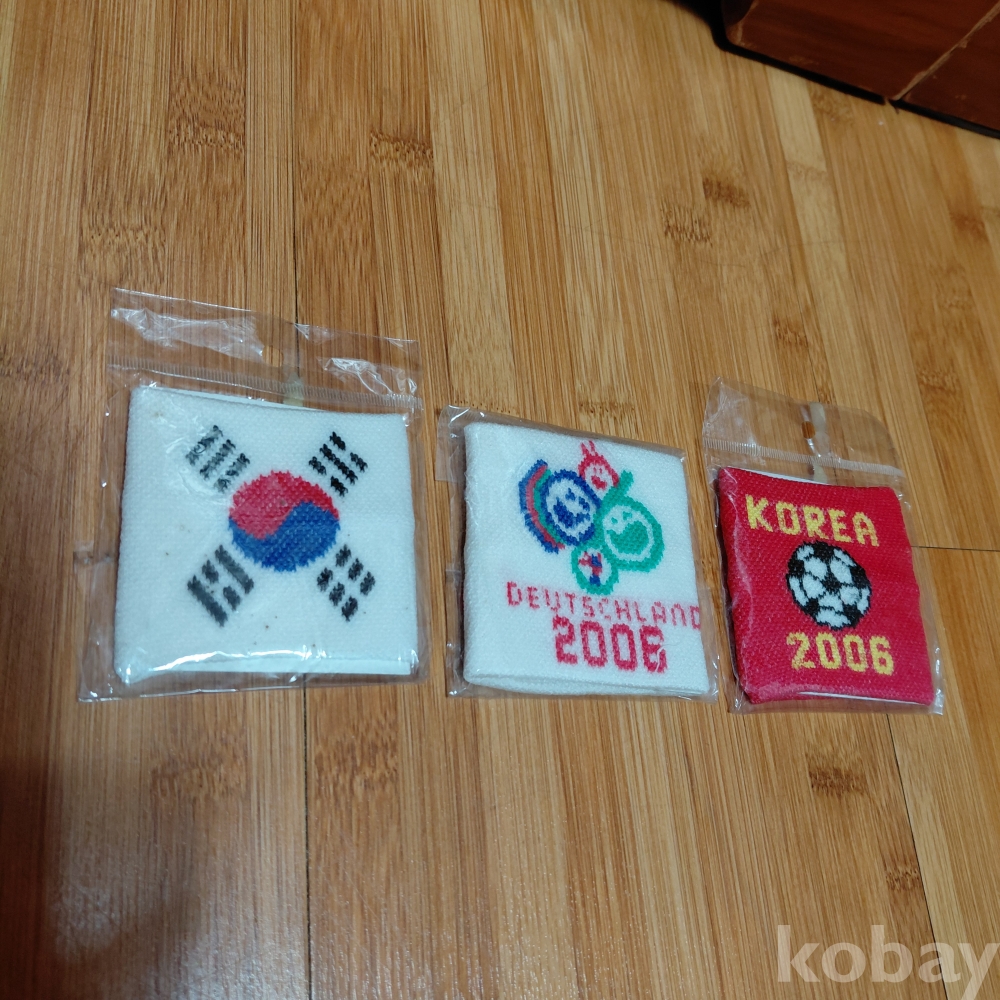 DEUTSCHLAND
2006
KOREA
2006
kobay